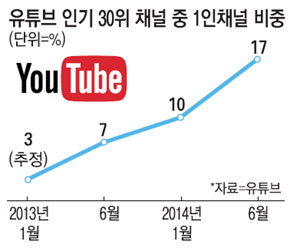 유튜브 인기 30위 채널 중 1인채널 비중
(단위=%)
YouTube
17
10
7
3
(추정)
*자료=유튜브
2013년 6월 2014년 6월
1월 1월